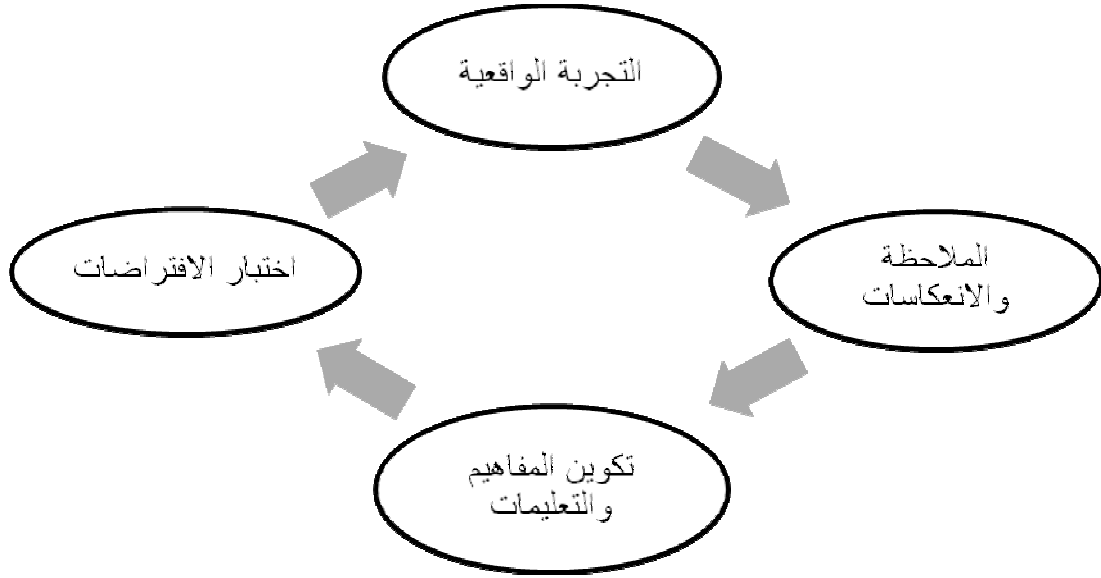 التجربة الواقعية
الملاحظة
والانعكاسات
تكوين المفاهيم
والتعليمات
اختبار الافتراضات